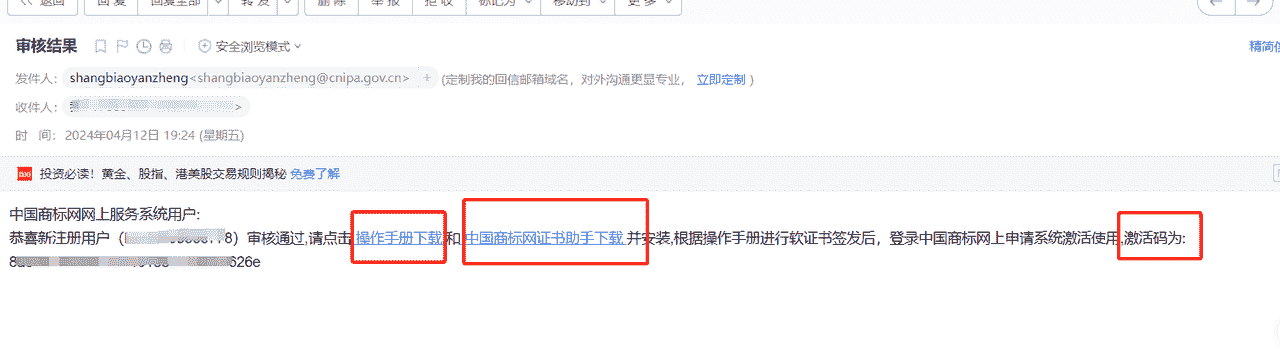 << 返回 回复 回复全部 转发 删除 举报 拒收 标记为 移动到 更多
审核结果 安全浏览模式 精简信
发件人: shangbiaoyanzheng<shangbiaoyanzheng@cnipa.gov.cn> + (定制我的回信邮箱域名，对外沟通更显专业， 立即定制 )
收件人: >
时 间: 2024年04月12日 19:24 (星期五)
投资必读！黄金、股指、港美股交易规则揭秘 免费了解
中国商标网网上服务系统用户:
恭喜新注册用户（ 8）审核通过,请点击 操作手册下载 和 中国商标网证书助手下载 并安装,根据操作手册进行软证书签发后，登录中国商标网上申请系统激活使用,激活码为:
626e